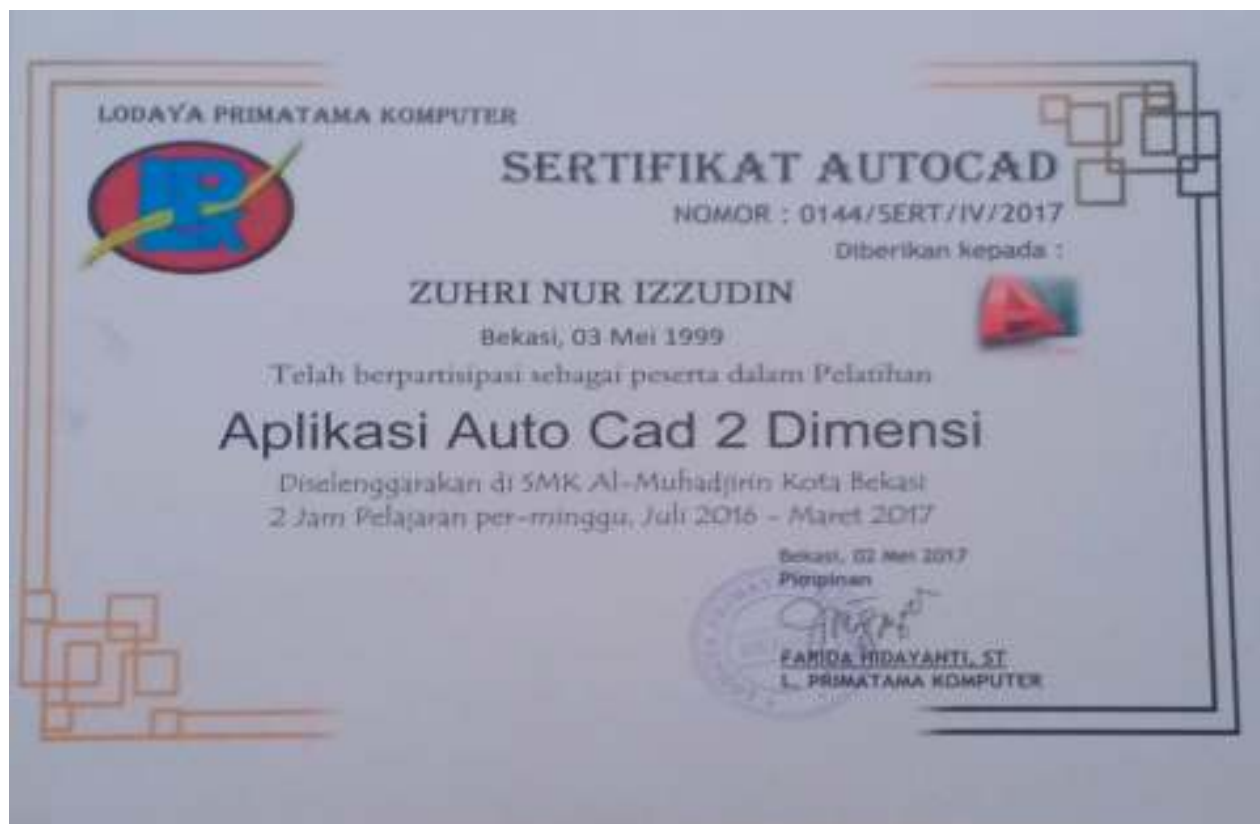 LODAYA PRIMATAMA KOMPUTER
LPK
SERTIFIKAT AUTOCAD
NOMOR : 0144/SERT/IV/2017
Diberikan kepada :
ZUHRI NUR IZZUDIN
Bekasi, 03 Mei 1999
Telah berpartisipasi sebagai peserta dalam Pelatihan
Aplikasi Auto Cad 2 Dimensi
Diselenggarakan di SMK Al-Muhadjirin Kota Bekasi
2 Jam Pelajaran per-minggu, Juli 2016 - Maret 2017
Bekasi, 02 Mei 2017
Pimpinan
FARIDA HIDAYANTI, ST
L. PRIMATAMA KOMPUTER